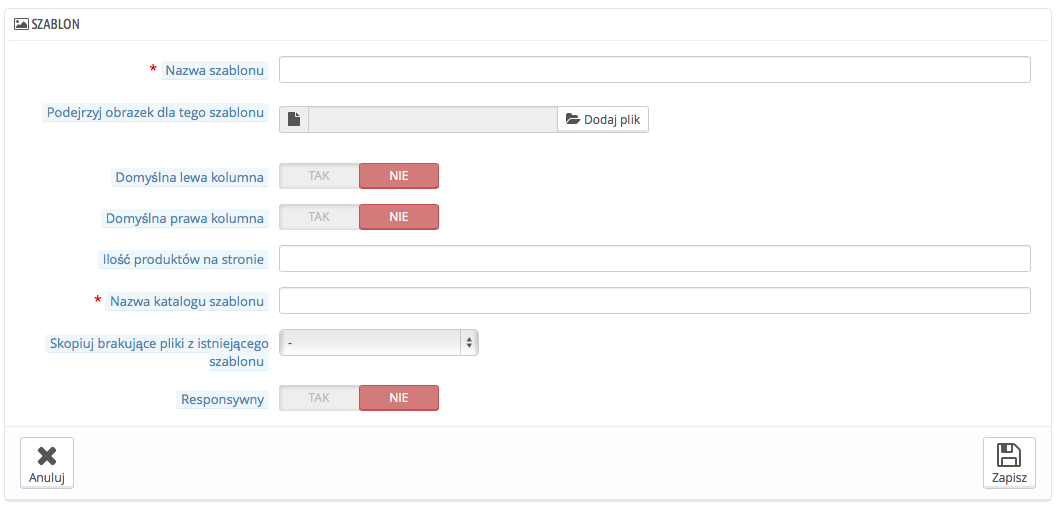 SZABLON
* Nazwa szablonu
Podejrzyj obrazek dla tego szablonu
Dodaj plik
Domyślna lewa kolumna
TAK NIE
Domyślna prawa kolumna
TAK NIE
Ilość produktów na stronie
* Nazwa katalogu szablonu
Skopiuj brakujące pliki z istniejącego
szablonu
-
Responsywny
TAK NIE
Anuluj
Zapisz